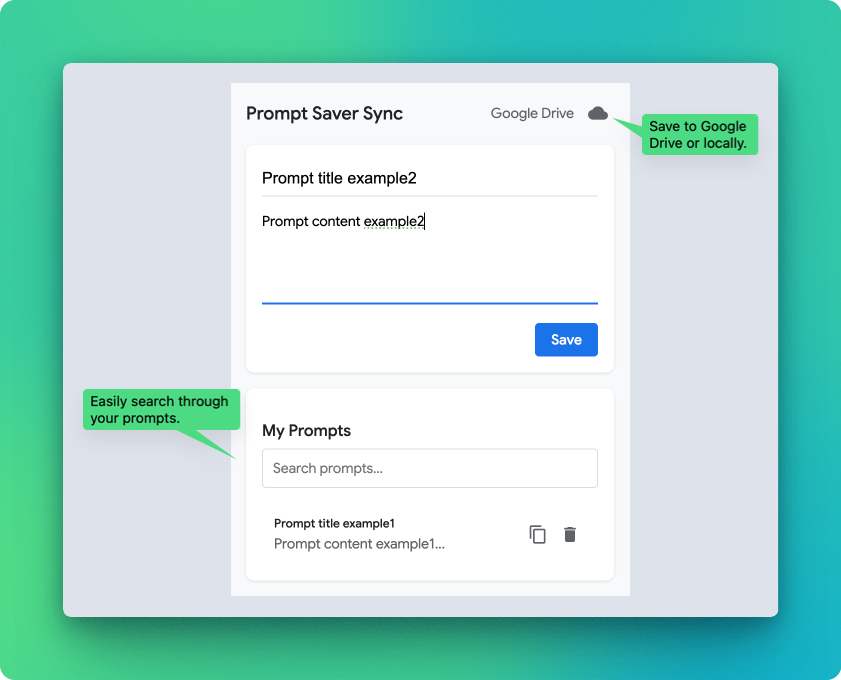 Prompt Saver Sync
Google Drive
Save to Google
Drive or locally.
Prompt title example2
Prompt content example2
Save
Easily search through
your prompts.
My Prompts
Search prompts...
Prompt title example1
Prompt content example1...